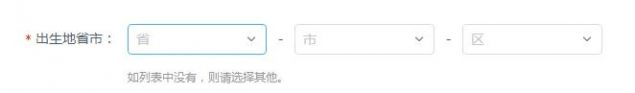 * 出生地省市： 省 - 市 - 区
如列表中没有，则请选择其他。